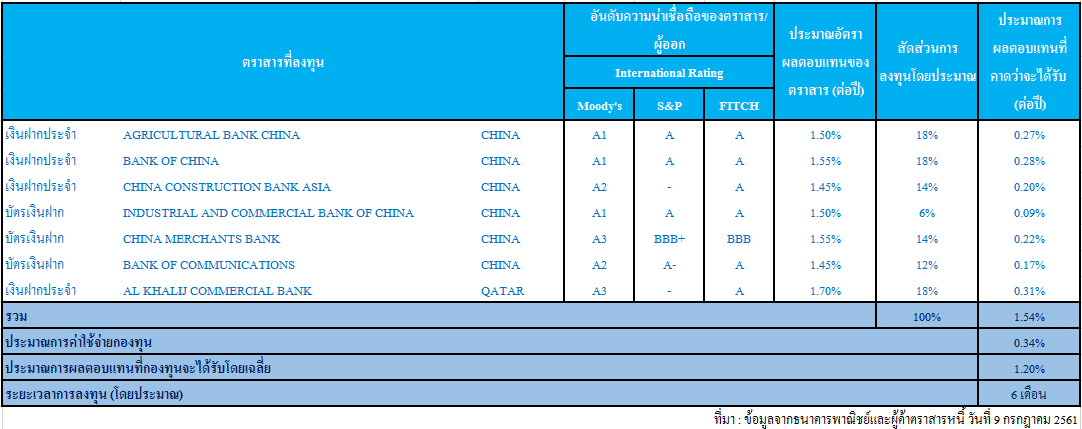 ตราสารที่ลงทุน
อันดับความน่าเชื่อถือของตราสาร/
ผู้ออก
International Rating
Moody's S&P FITCH
ประมาณอัตรา
ผลตอบแทนของ
ตราสาร (ต่อปี)
สัดส่วนการ
ลงทุนโดยประมาณ
ประมาณการ
ผลตอบแทนที่
คาดว่าจะได้รับ
(ต่อปี)
เงินฝากประจำ AGRICULTURAL BANK CHINA CHINA A1 A A 1.50% 18% 0.27%
เงินฝากประจำ BANK OF CHINA CHINA A1 A A 1.55% 18% 0.28%
เงินฝากประจำ CHINA CONSTRUCTION BANK ASIA CHINA A2 - A 1.45% 14% 0.20%
บัตรเงินฝาก INDUSTRIAL AND COMMERCIAL BANK OF CHINA CHINA A1 A A 1.50% 6% 0.09%
บัตรเงินฝาก CHINA MERCHANTS BANK CHINA A3 BBB+ BBB 1.55% 14% 0.22%
บัตรเงินฝาก BANK OF COMMUNICATIONS CHINA A2 A- A 1.45% 12% 0.17%
เงินฝากประจำ AL KHALIJ COMMERCIAL BANK QATAR A3 - A 1.70% 18% 0.31%
รวม 100% 1.54%
ประมาณการค่าใช้จ่ายกองทุน 0.34%
ประมาณการผลตอบแทนที่กองทุนจะได้รับโดยเฉลี่ย 1.20%
ระยะเวลาการลงทุน (โดยประมาณ) 6 เดือน
ที่มา : ข้อมูลจากธนาคารพาณิชย์และผู้ค้าตราสารหนี้ วันที่ 9 กรกฎาคม 2561